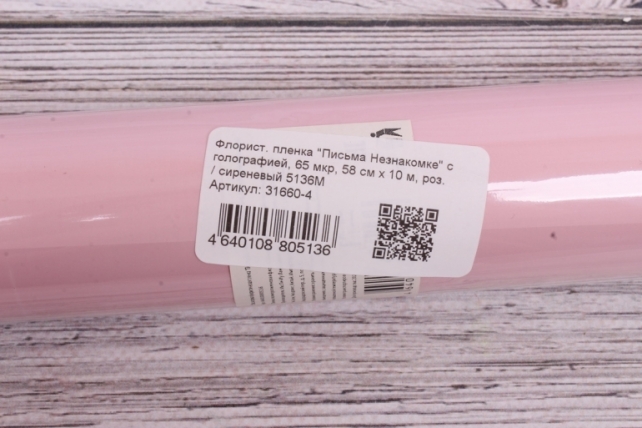 Флорист. пленка "Письма Незнакомке" с
голографией, 65 мкр, 58 см х 10 м, роз.
/ сиреневый 5136М
Артикул: 31660-4
4 640108 805136